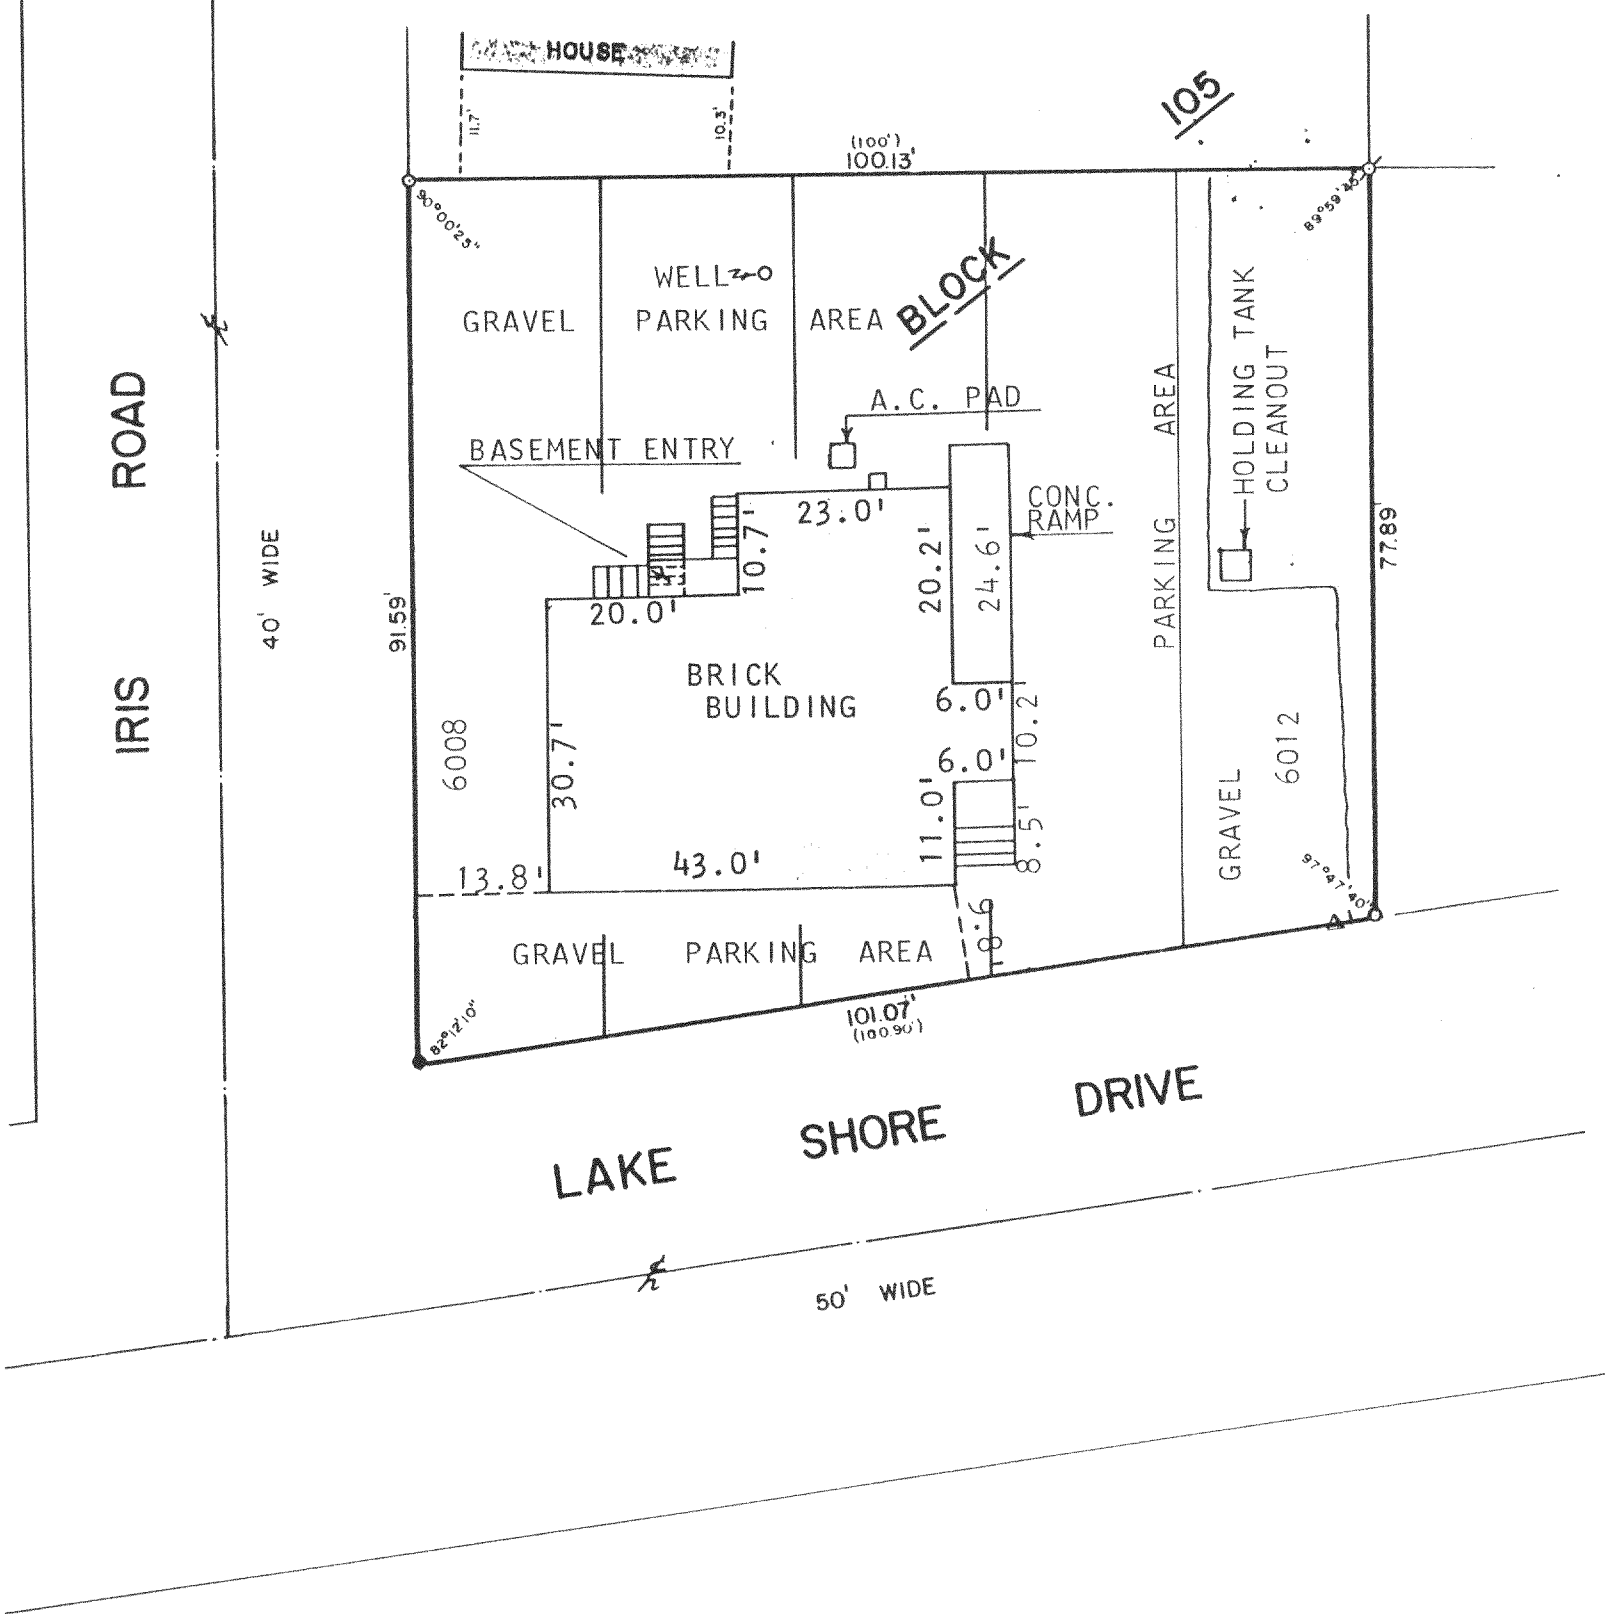 HOUSE
11.7'
10.3'
105
(100')
100.13'
90°00'25"
89°59'45"
WELL
GRAVEL PARKING AREA
BLOCK
A.C. PAD
BASEMENT ENTRY
HOLDING TANK
CLEANOUT
CONC.
RAMP
23.0'
10.7'
20.2'
24.6'
20.0'
PARKING AREA
77.89'
IRIS ROAD
40' WIDE
91.59'
BRICK
BUILDING
6.0'
10.2
6.0'
6008
30.7'
11.0'
8.5'
GRAVEL
6012
43.0'
13.8'
97°47'40"
GRAVEL PARKING AREA
82°12'10"
101.07'
(100.90')
LAKE SHORE DRIVE
50' WIDE